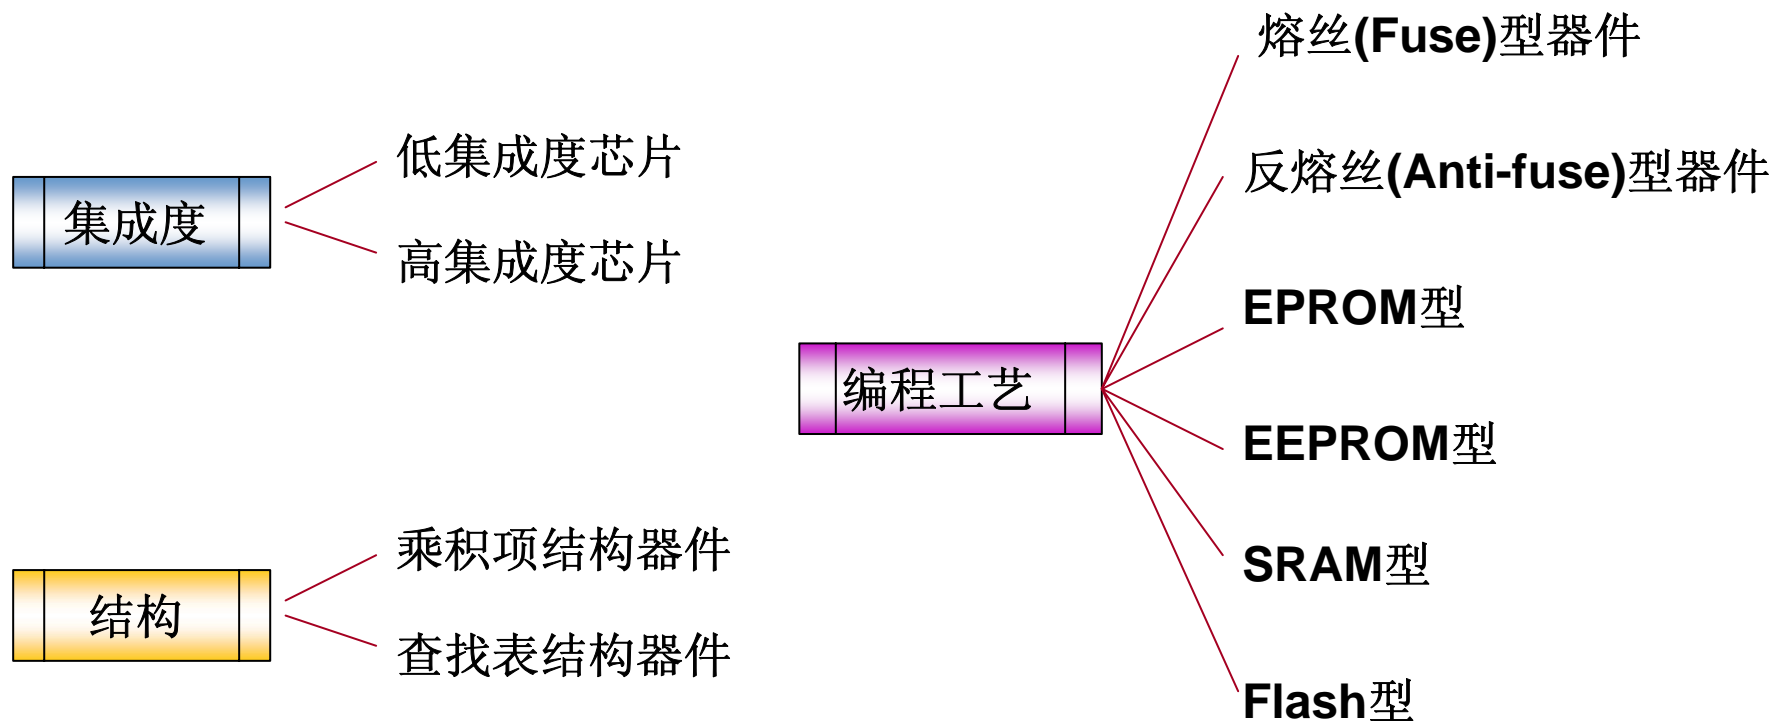 集成度
低集成度芯片
高集成度芯片
结构
乘积项结构器件
查找表结构器件
编程工艺
熔丝(Fuse)型器件
反熔丝(Anti-fuse)型器件
EPROM型
EEPROM型
SRAM型
Flash型